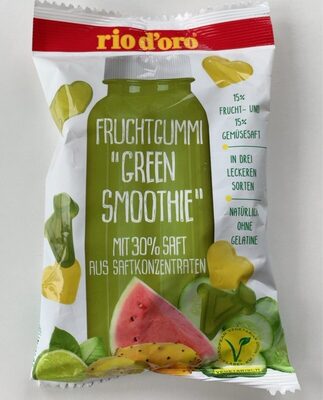 rio d'oro
FRUCHTGUMMI
"GREEN
SMOOTHIE"
MIT 30% SAFT
AUS SAFTKONZENTRATEN
15%
FRUCHT- UND
15%
GEMÜSESAFT
IN DREI
LECKEREN
SORTEN
NATÜRLICH
OHNE
GELATINE